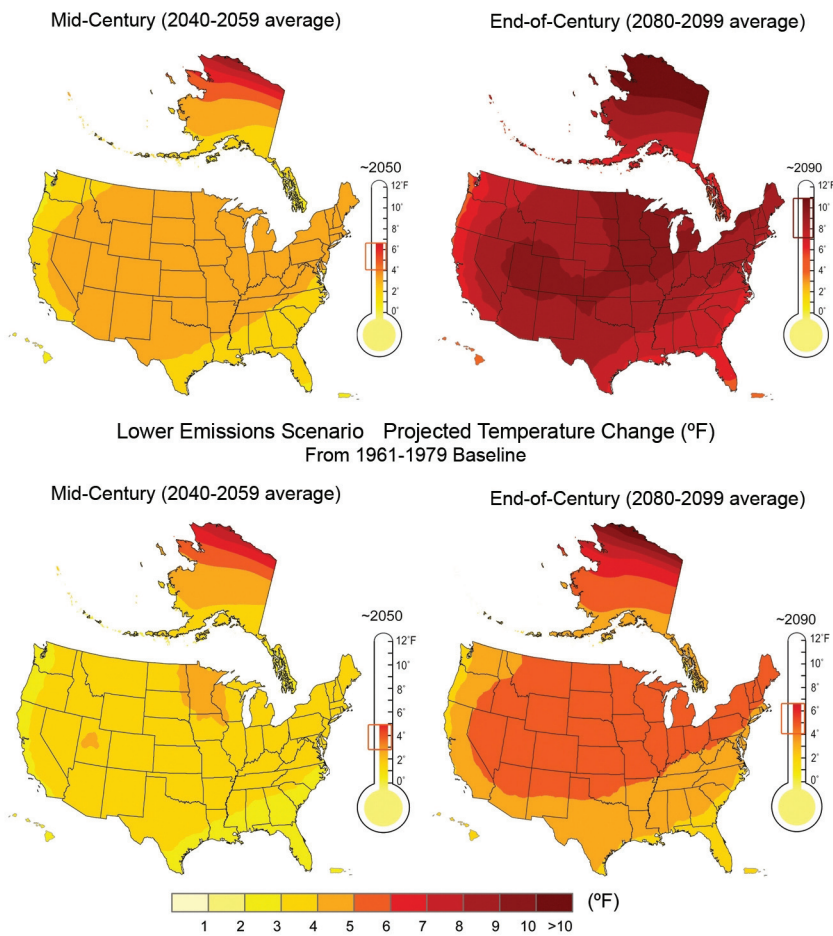 Mid-Century (2040-2059 average)
End-of-Century (2080-2099 average)
~2050
12˚F
10˚
8˚
6˚
4˚
2˚
0˚
~2090
12˚F
10˚
8˚
6˚
4˚
2˚
0˚
Lower Emissions Scenario Projected Temperature Change (ºF)
From 1961-1979 Baseline
Mid-Century (2040-2059 average)
End-of-Century (2080-2099 average)
~2050
12˚F
10˚
8˚
6˚
4˚
2˚
0˚
~2090
12˚F
10˚
8˚
6˚
4˚
2˚
0˚
(ºF)
1 2 3 4 5 6 7 8 9 10 >10